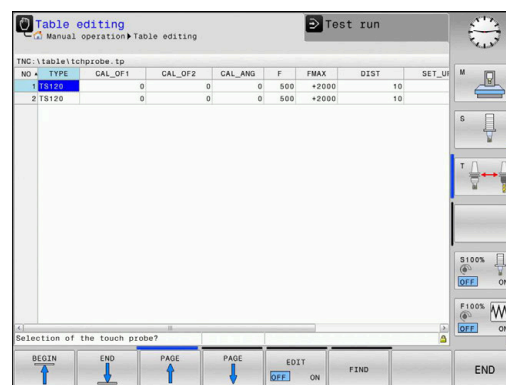 Table editing
Test run
Manual operation▶Table editing
TNC:\table\tchprobe.tp
NO TYPE CAL_OF1 CAL_OF2 CAL_ANG F FMAX DIST SET_U
1 TS120 0 0 0 500 +2000 10
2 TS120 0 0 0 500 +2000 10
M
S
T
S100%
OFF ON
F100%
OFF ON
Selection of the touch probe?
BEGIN END PAGE PAGE EDIT FIND END
OFF ON